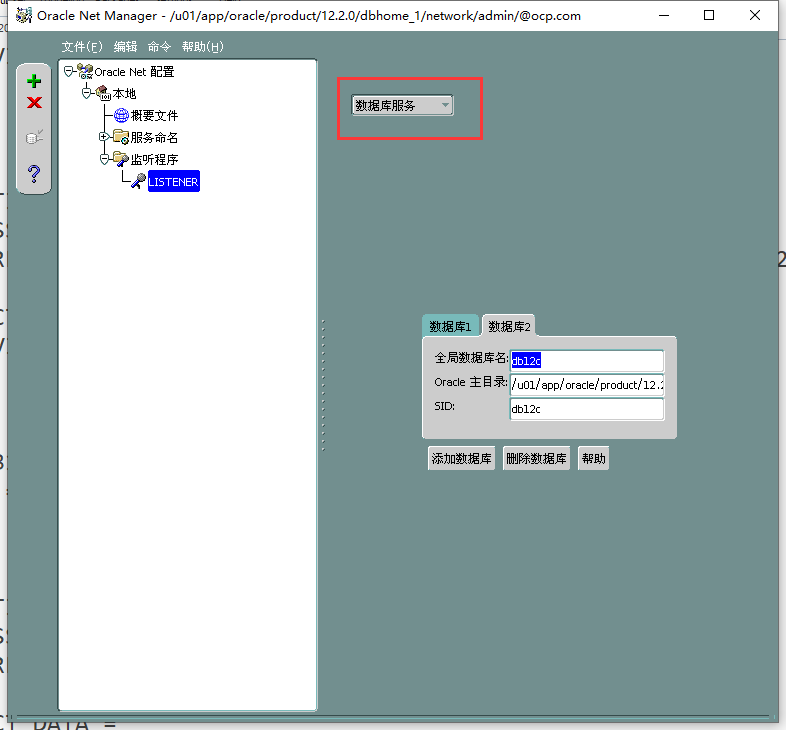 Oracle Net Manager - /u01/app/oracle/product/12.2.0/dbhome_1/network/admin/@ocp.com
文件(F) 编辑 命令 帮助(H)
Oracle Net 配置
本地
概要文件
服务命名
监听程序
LISTENER
数据库服务
数据库1 数据库2
全局数据库名: db12c
Oracle 主目录: /u01/app/oracle/product/12.2
SID: db12c
添加数据库 删除数据库 帮助
DATA =